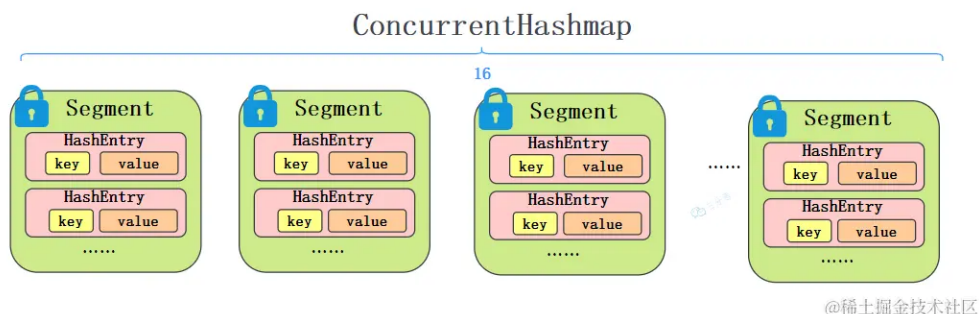 ConcurrentHashmap
16
Segment
HashEntry
key value
HashEntry
key value
......
Segment
HashEntry
key value
HashEntry
key value
......
Segment
HashEntry
key value
HashEntry
key value
......
......
Segment
HashEntry
key value
HashEntry
key value
......
@稀土掘金技术社区